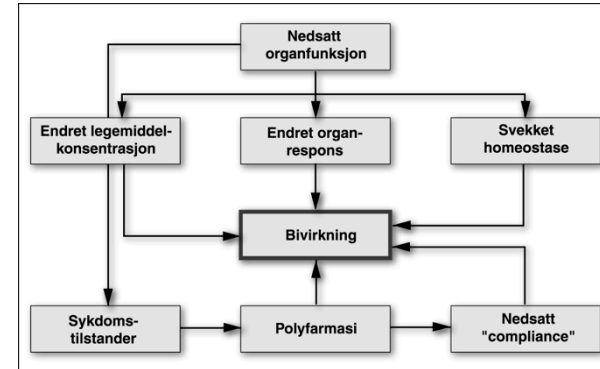 Nedsatt
organfunksjon
Endret legemiddel-
konsentrasjon
Endret organ-
respons
Svekket
homeostase
Bivirkning
Sykdoms-
tilstander
Polyfarmasi
Nedsatt
"compliance"